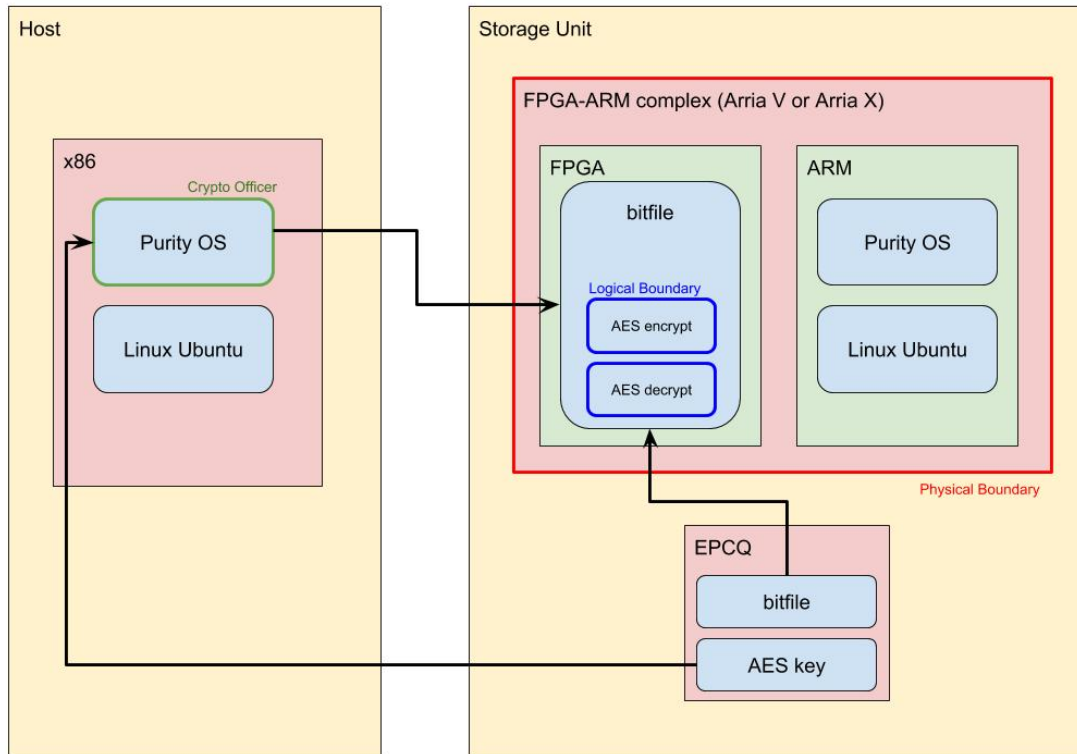 Host
x86
Crypto Officer
Purity OS
Linux Ubuntu
Storage Unit
FPGA-ARM complex (Arria V or Arria X)
FPGA
bitfile
Logical Boundary
AES encrypt
AES decrypt
ARM
Purity OS
Linux Ubuntu
Physical Boundary
EPCQ
bitfile
AES key